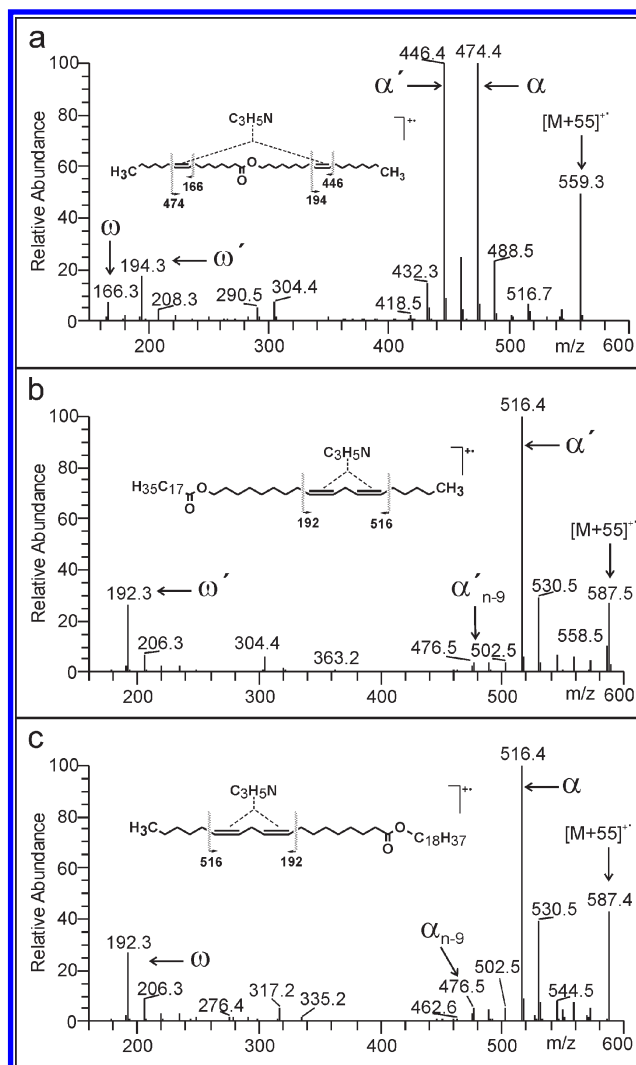 a
446.4 474.4
α´ α
C3H5N
+·
[M+55]+·
559.3
H3C O CH3
O
166 446
474 194
ω
ω´
166.3 194.3
208.3
290.5 304.4
432.3
418.5
488.5
516.7
100
80
60
40
20
0
Relative Abundance
200 300 400 500 m/z 600
b
516.4
α´
C3H5N
+·
H35C17 O CH3
O
192 516
[M+55]+·
587.5
192.3 ω´
206.3
304.4
363.2
α´n-9
476.5 502.5
530.5
558.5
100
80
60
40
20
0
Relative Abundance
200 300 400 500 m/z 600
c
516.4
α
C3H5N
+·
H3C O C18H37
O
516 192
[M+55]+·
587.4
192.3 ω
206.3
276.4
317.2
335.2
αn-9
476.5
462.6
502.5
530.5
544.5
100
80
60
40
20
0
Relative Abundance
200 300 400 500 m/z 600